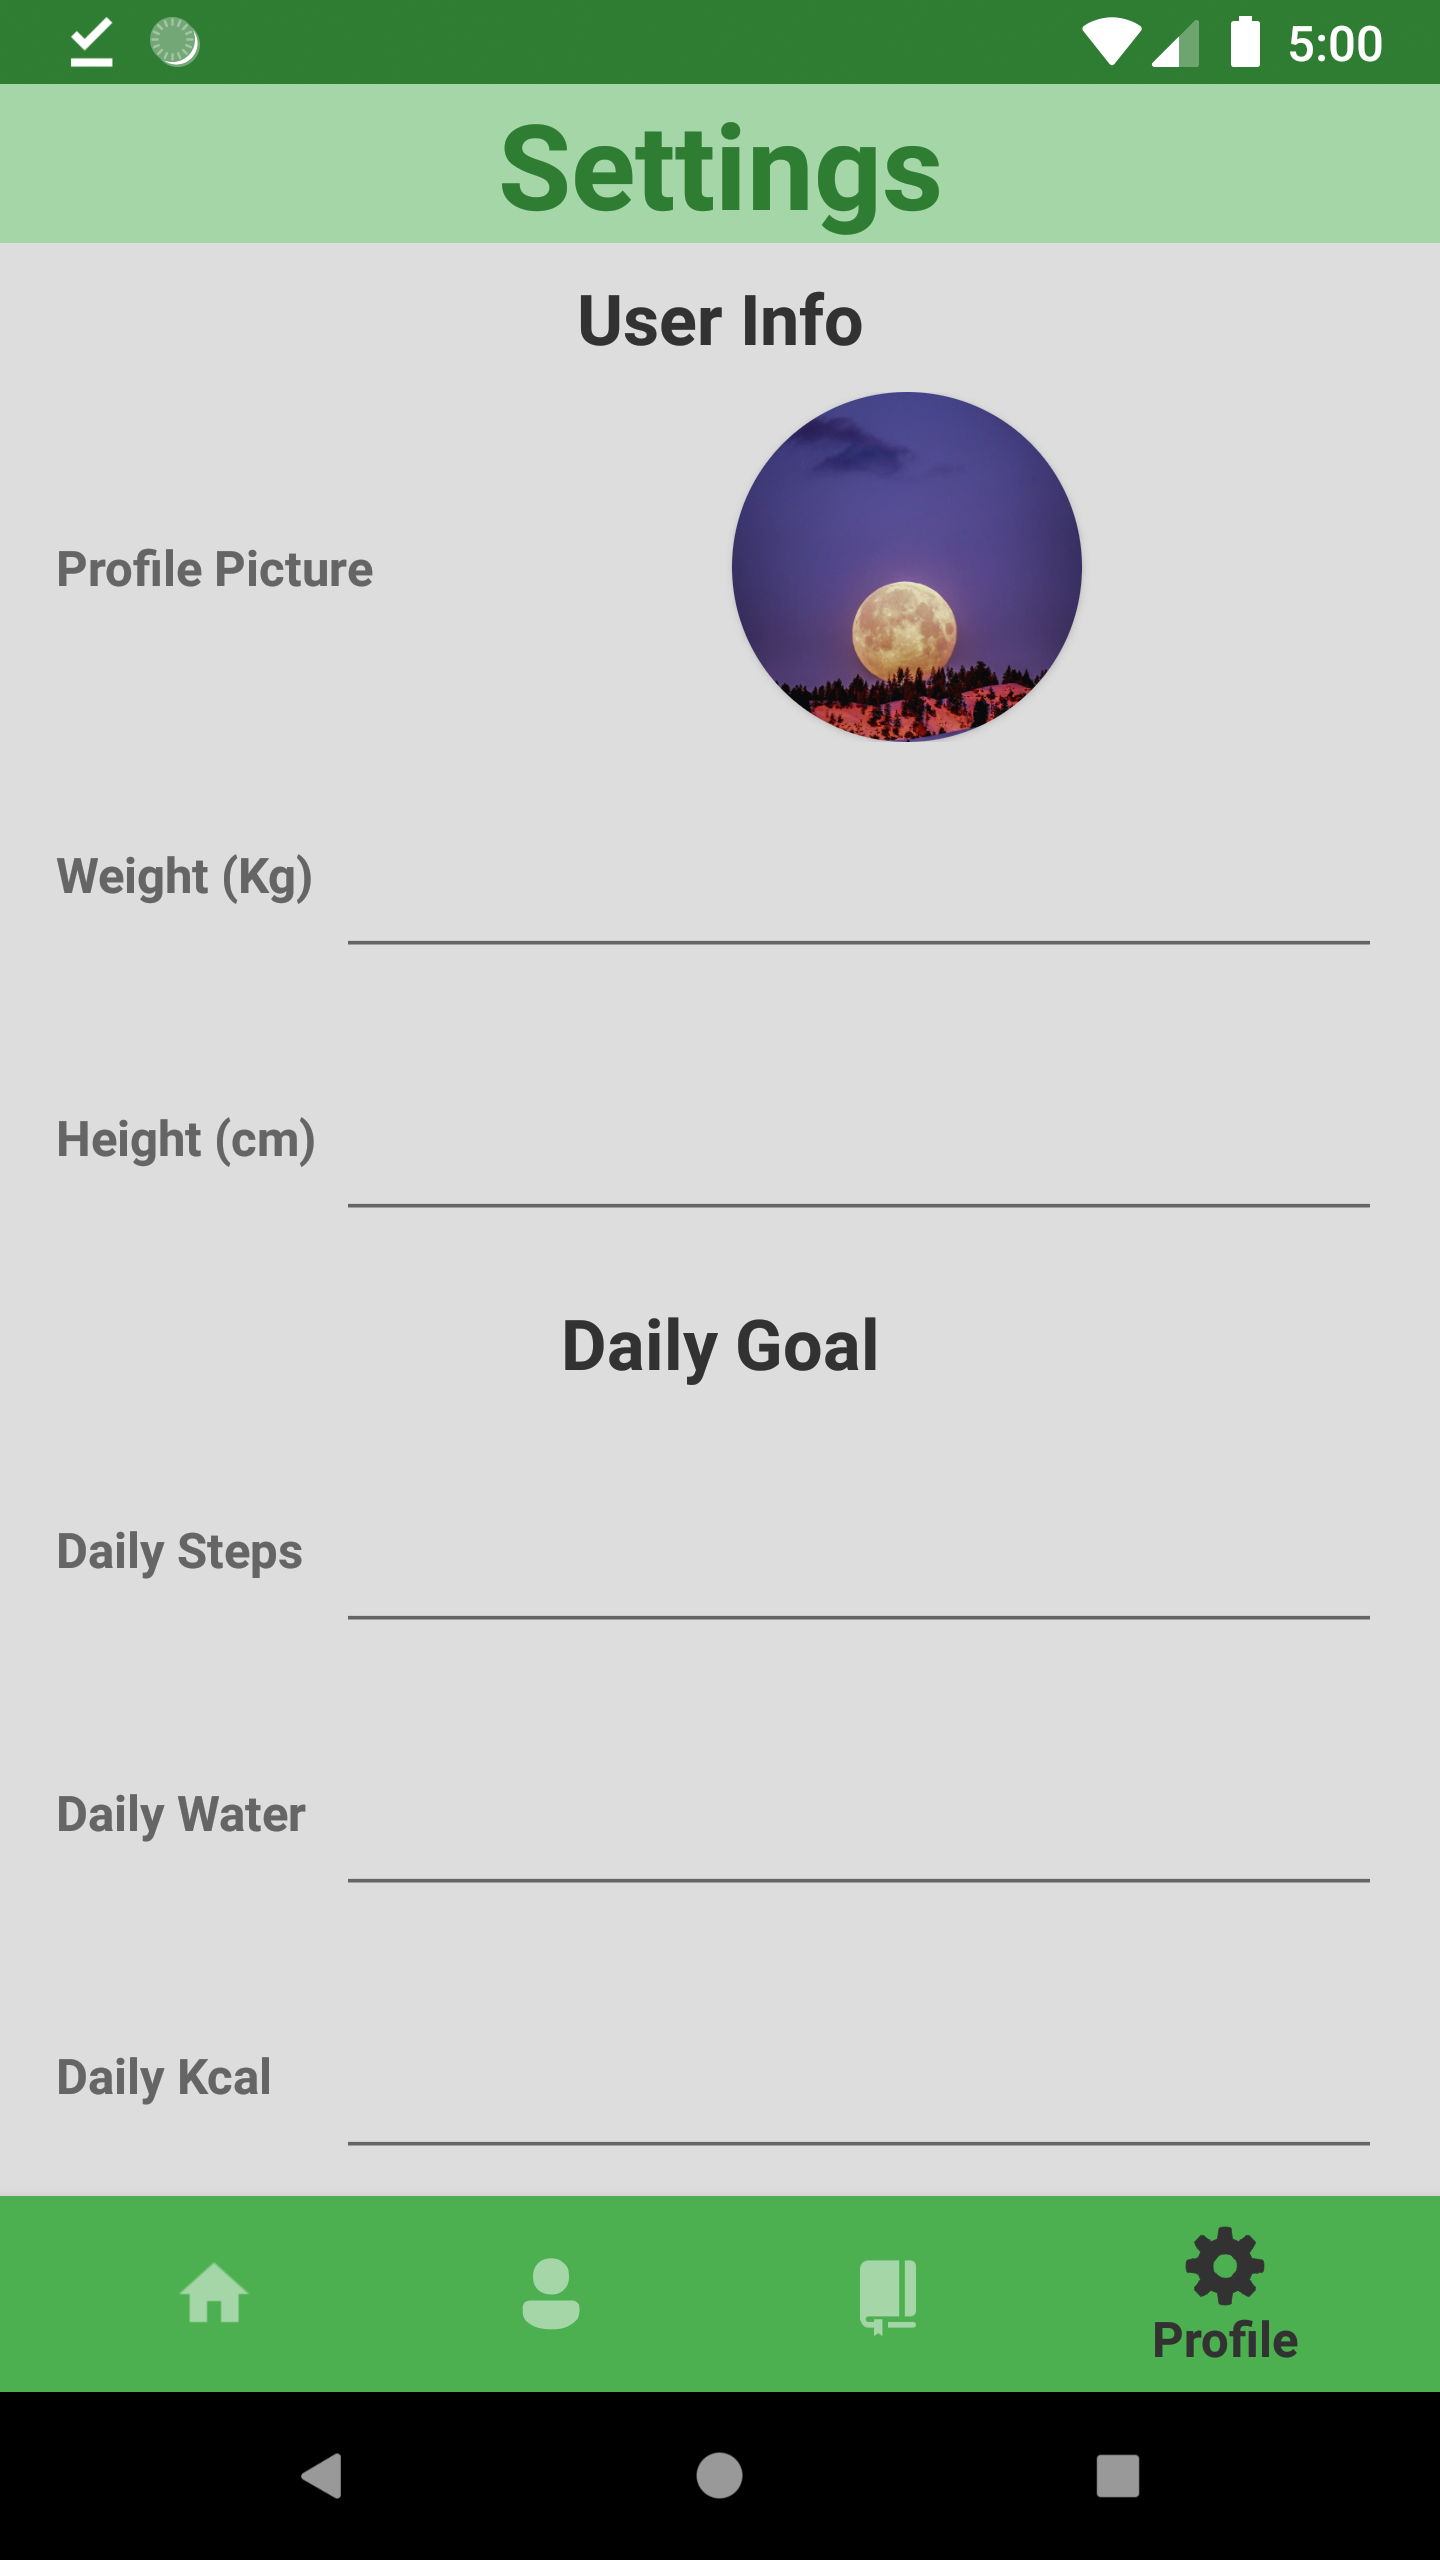 5:00
Settings
User Info
Profile Picture
Weight (Kg)
Height (cm)
Daily Goal
Daily Steps
Daily Water
Daily Kcal
Profile